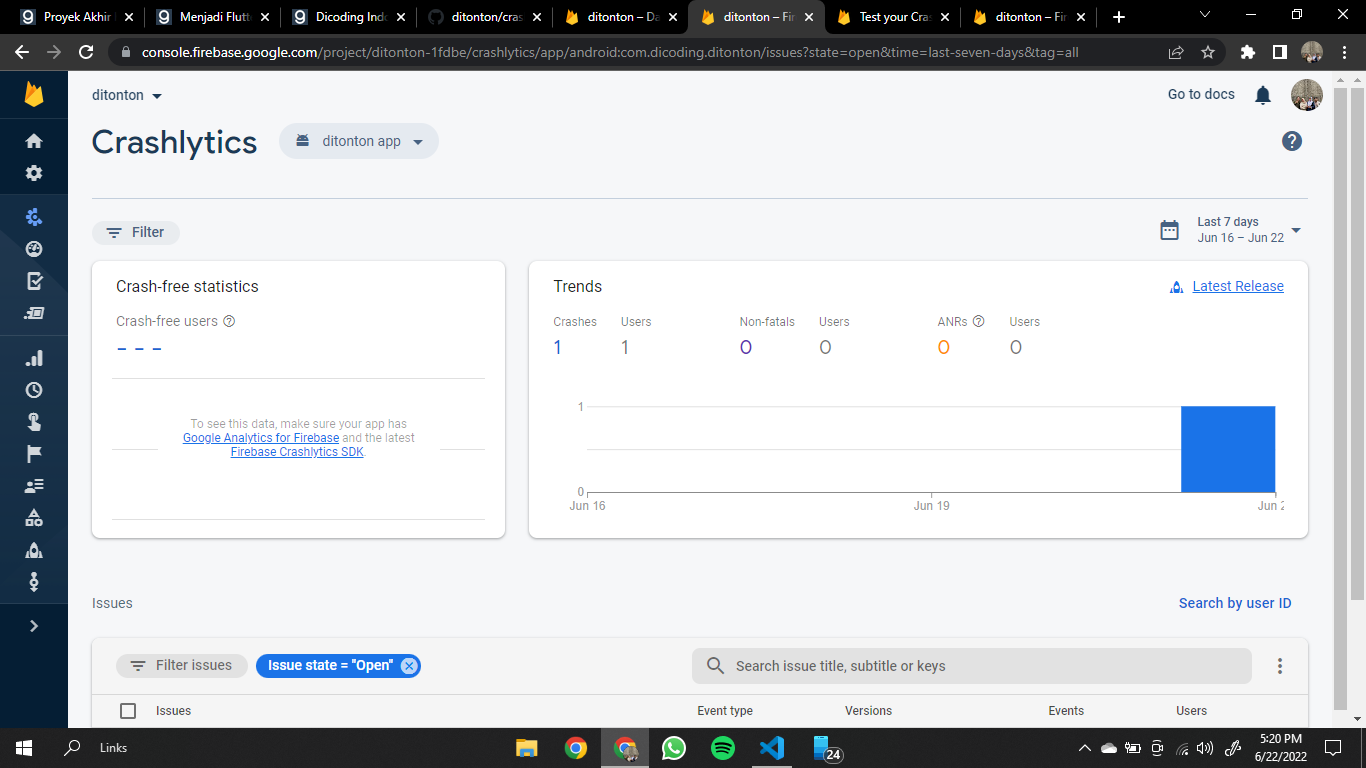 Proyek Akhir
Menjadi Flutt
Dicoding Indo
ditonton/cras
ditonton – Da
ditonton – Fir
Test your Cras
ditonton – Fir
console.firebase.google.com/project/ditonton-1fdbe/crashlytics/app/android:com.dicoding.ditonton/issues?state=open&time=last-seven-days&tag=all
ditonton
Go to docs
Crashlytics
ditonton app
Filter
Last 7 days
Jun 16 – Jun 22
Crash-free statistics
Crash-free users
– – –
To see this data, make sure your app has
Google Analytics for Firebase and the latest
Firebase Crashlytics SDK.
Trends
Latest Release
Crashes Users Non-fatals Users ANRs Users
1 1 0 0 0 0
1
0
Jun 16 Jun 19 Jun 2
Issues
Search by user ID
Filter issues
Issue state = "Open"
Search issue title, subtitle or keys
Issues Event type Versions Events Users
Links
24
5:20 PM
6/22/2022